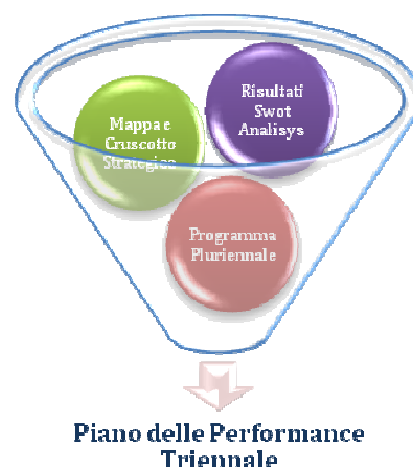 Risultati
Swot
Analisys
Mappa e
Cruscotto
Strategico
Programma
Pluriennale
Piano delle Performance
Triennale